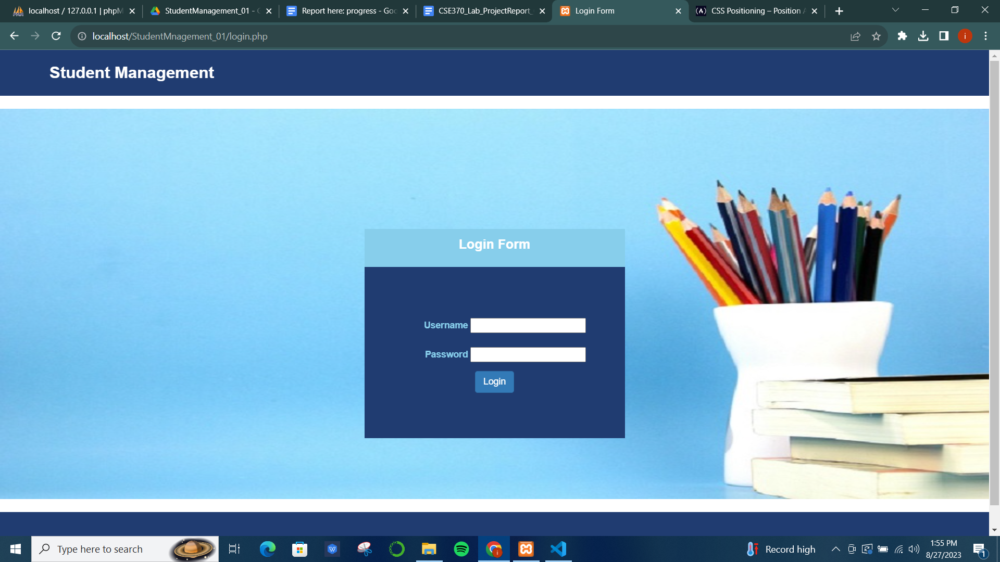 localhost / 127.0.0.1 | phpM
StudentManagement_01 - G
Report here: progress - Goo
CSE370_Lab_ProjectReport_
Login Form
CSS Positioning – Position A
localhost/StudentMnagement_01/login.php
i
Student Management
Login Form
Username
Password
Login
Type here to search
Record high
1:55 PM
8/27/2023
1